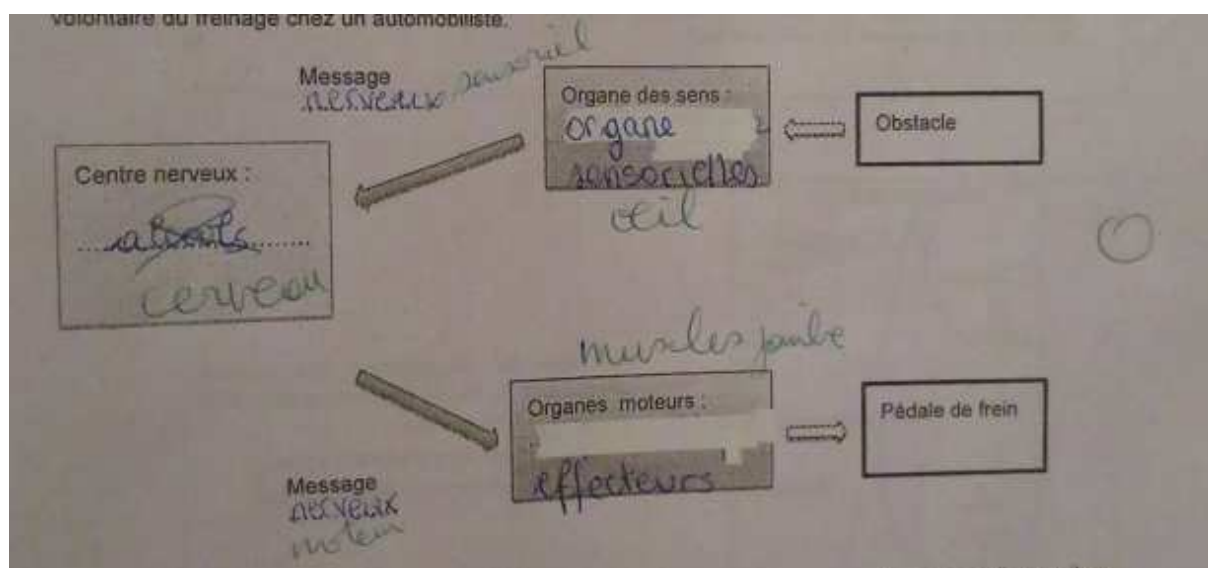 volontaire du freinage chez un automobiliste.
Message
nerveux sensoriel
Organe des sens :
organe
sensorielles
œil
Obstacle
Centre nerveux :
cerveau
muscles jambe
Organes moteurs :
effecteurs
Pédale de frein
Message
nerveux
moteur